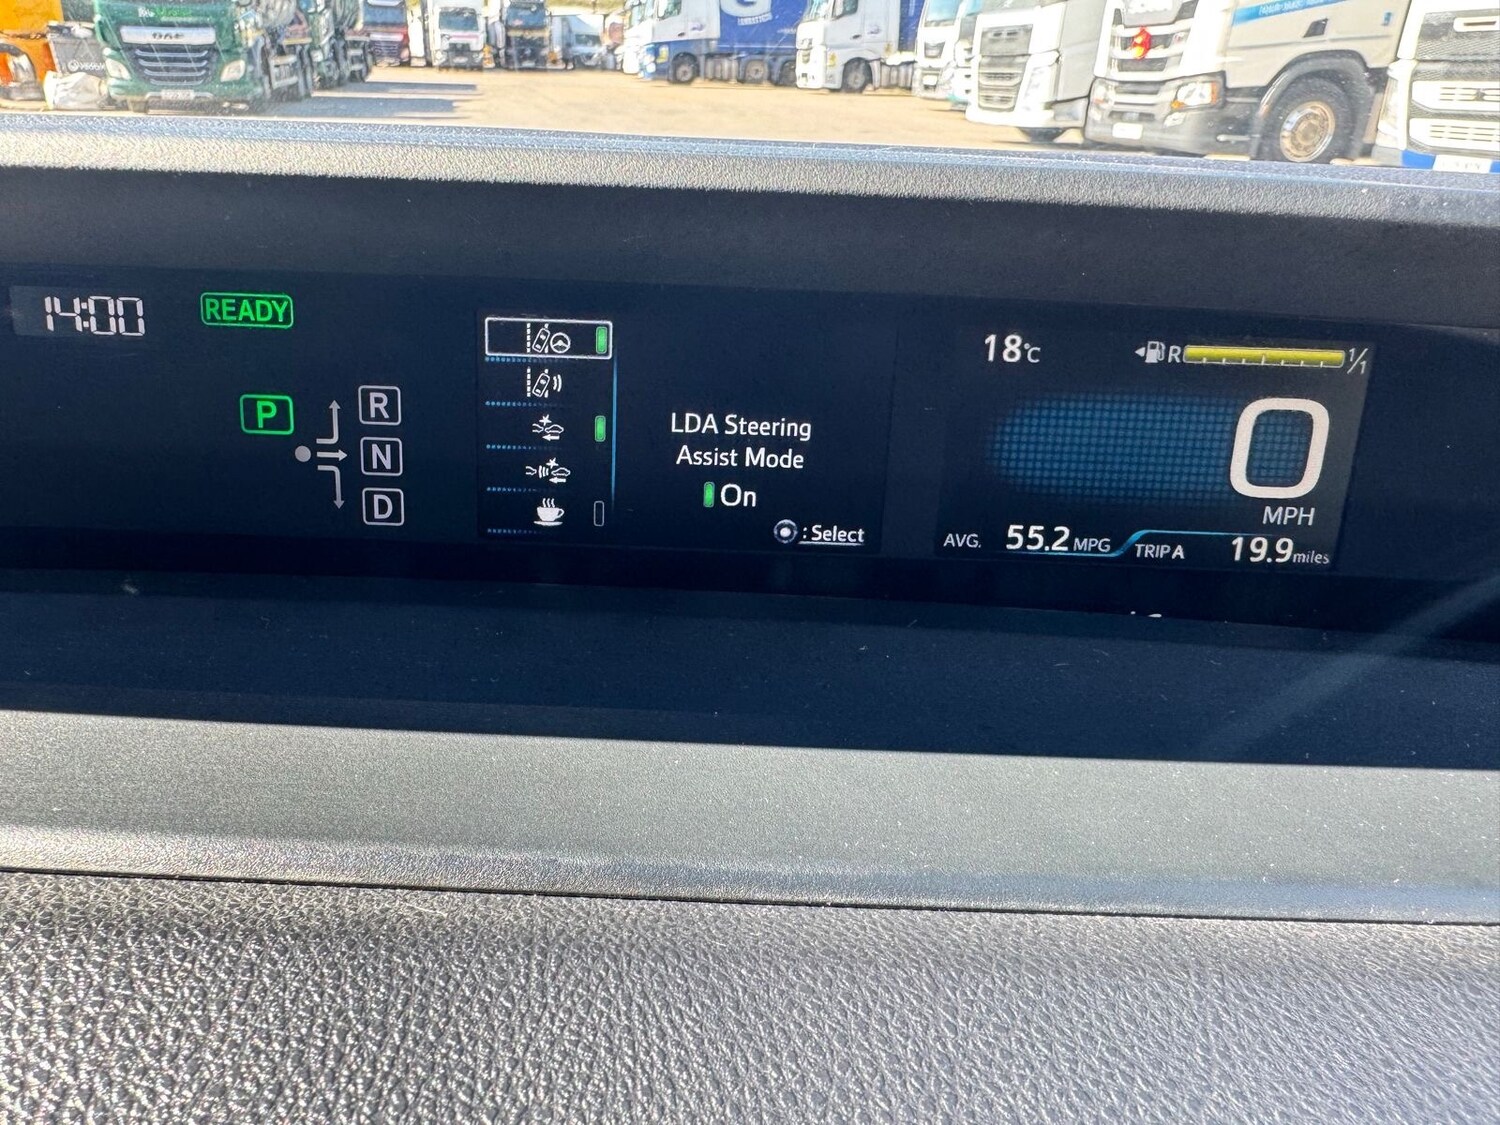 DAF
14:00
READY
P
R
N
D
LDA Steering
Assist Mode
On
: Select
18°C
R
1/1
0
MPH
AVG. 55.2 MPG
TRIP A 19.9 miles